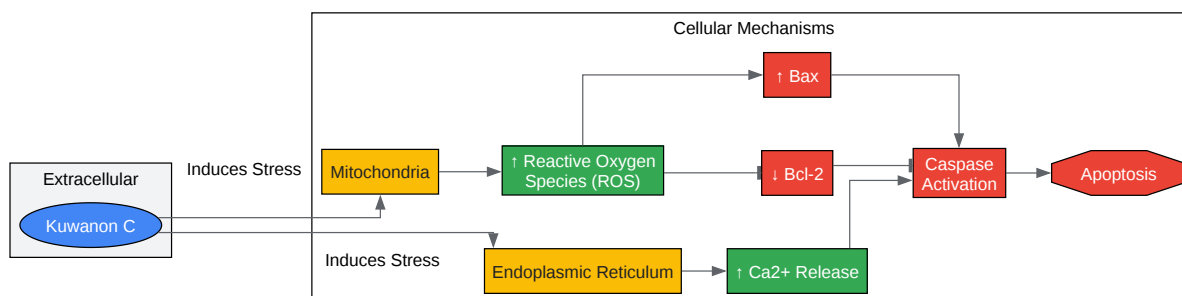 Cellular Mechanisms
↑ Bax
Induces Stress
Extracellular
Kuwanon C
Mitochondria
↑ Reactive Oxygen
Species (ROS)
↓ Bcl-2
Caspase
Activation
Apoptosis
Induces Stress
Endoplasmic Reticulum
↑ Ca2+ Release